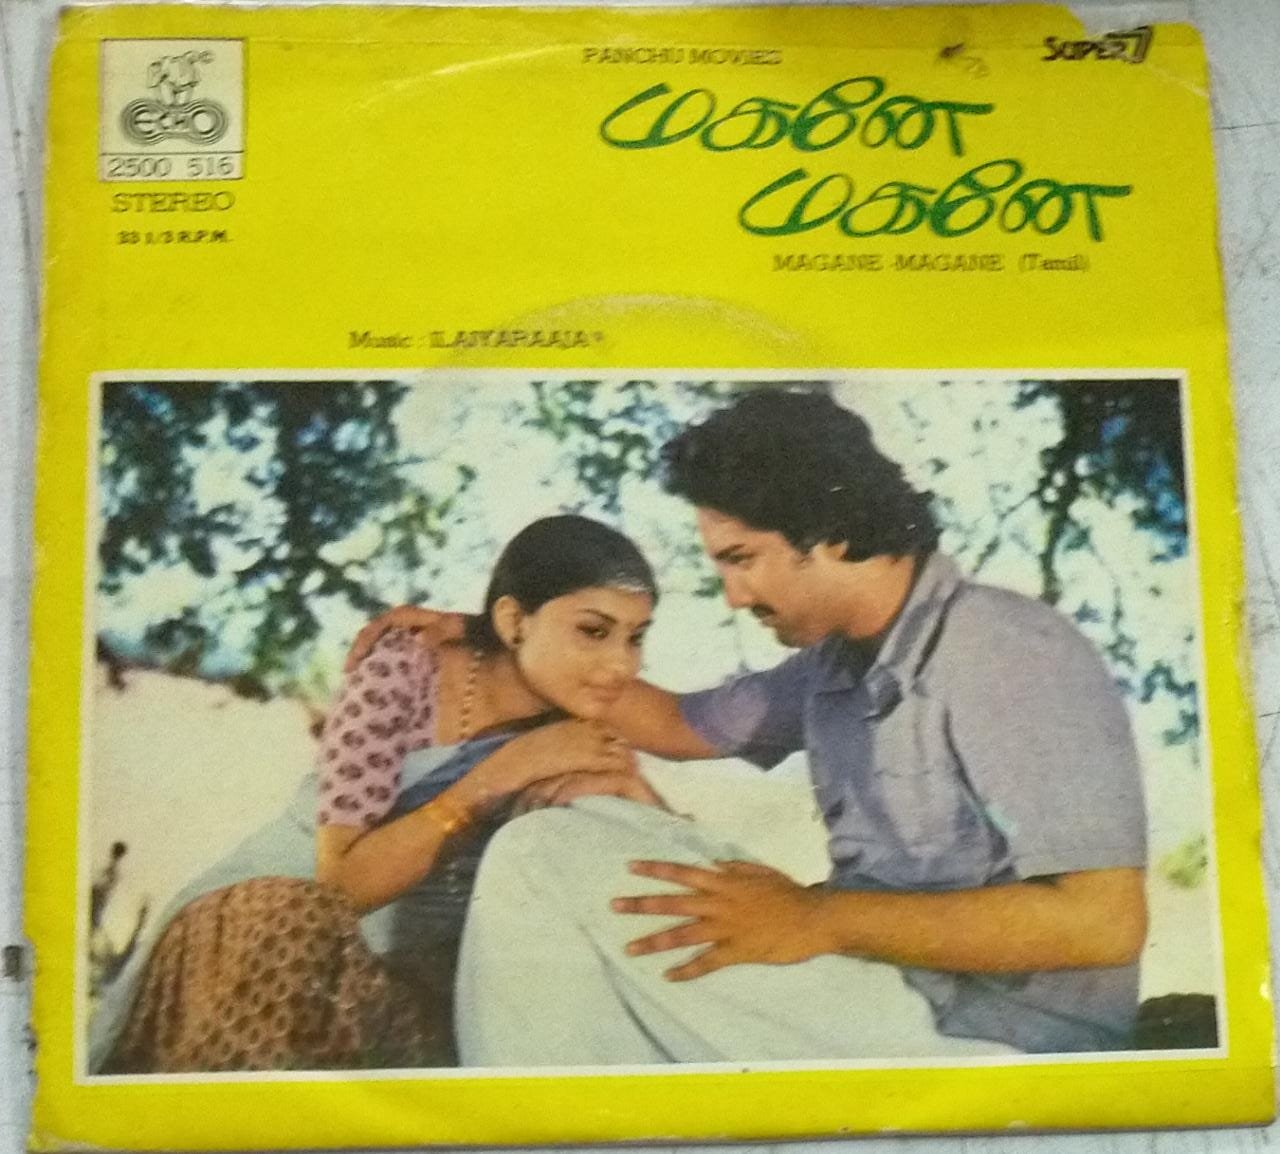 ECHO
2500 516
STEREO
33 1/3 R.P.M.
PANCHU MOVIES
SUPER 7
மகனே
மகனே
MAGANE - MAGANE (Tamil)
Music : ILAIYARAAJA